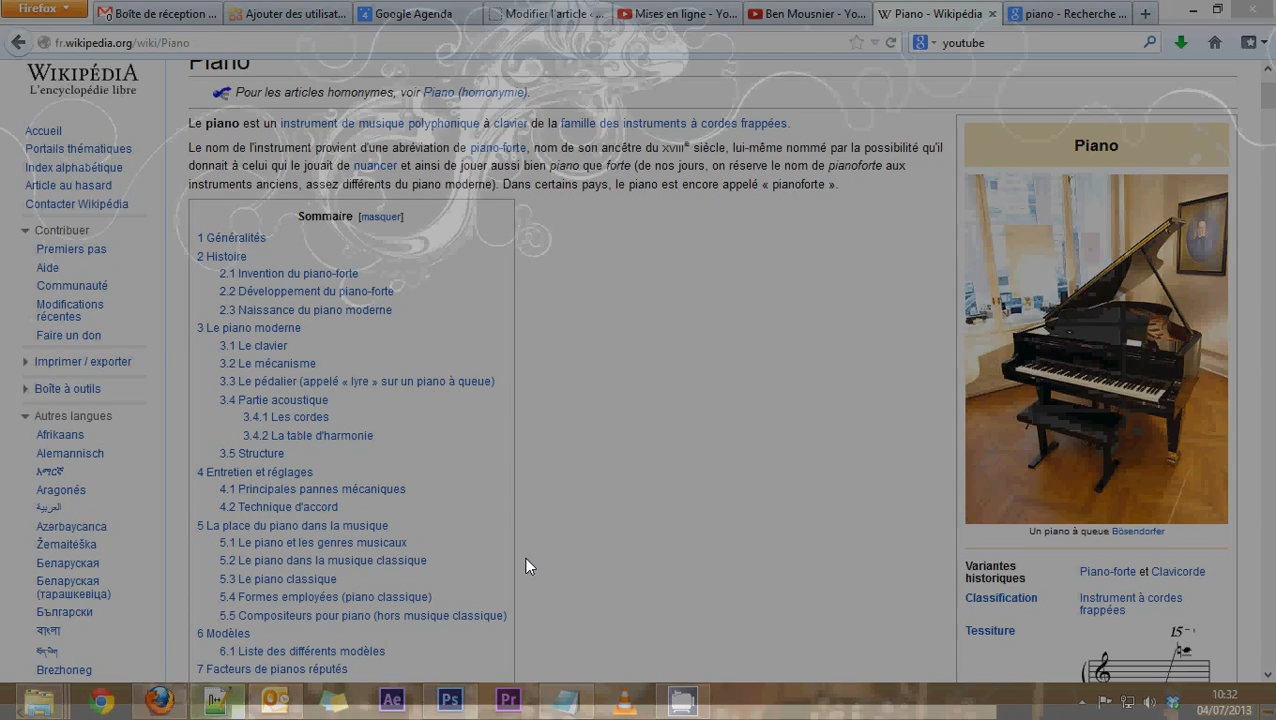 Firefox
Boîte de réception ...
Ajouter des utilisat...
Google Agenda
Modifier l'article 4...
Mises en ligne - Yo...
Ben Mousnier - Yo...
Piano - Wikipédia
piano - Recherche ...
fr.wikipedia.org/wiki/Piano
youtube
WIKIPÉDIA
L'encyclopédie libre
Accueil
Portails thématiques
Index alphabétique
Article au hasard
Contacter Wikipédia
Contribuer
Premiers pas
Aide
Communauté
Modifications
récentes
Faire un don
Imprimer / exporter
Boîte à outils
Autres langues
Afrikaans
Alemannisch
አማርኛ
Aragonés
العربية
Azərbaycanca
Žemaitėška
Беларуская
Беларуская
(тарашкевіца)
Български
বাংলা
བོད་ཡིག
Brezhoneg
Piano
Pour les articles homonymes, voir Piano (homonymie).
Le piano est un instrument de musique polyphonique à clavier de la famille des instruments à cordes frappées.
Le nom de l'instrument provient d'une abréviation de piano-forte, nom de son ancêtre du XVIIIe siècle, lui-même nommé par la possibilité qu'il
donnait à celui qui le jouait de nuancer et ainsi de jouer aussi bien piano que forte (de nos jours, on réserve le nom de pianoforte aux
instruments anciens, assez différents du piano moderne). Dans certains pays, le piano est encore appelé « pianoforte ».
Sommaire [masquer]
1 Généralités
2 Histoire
2.1 Invention du piano-forte
2.2 Développement du piano-forte
2.3 Naissance du piano moderne
3 Le piano moderne
3.1 Le clavier
3.2 Le mécanisme
3.3 Le pédalier (appelé « lyre » sur un piano à queue)
3.4 Partie acoustique
3.4.1 Les cordes
3.4.2 La table d'harmonie
3.5 Structure
4 Entretien et réglages
4.1 Principales pannes mécaniques
4.2 Technique d'accord
5 La place du piano dans la musique
5.1 Le piano et les genres musicaux
5.2 Le piano dans la musique classique
5.3 Le piano classique
5.4 Formes employées (piano classique)
5.5 Compositeurs pour piano (hors musique classique)
6 Modèles
6.1 Liste des différents modèles
7 Facteurs de pianos réputés
Piano
Un piano à queue Bösendorfer
Variantes
historiques
Piano-forte et Clavicorde
Classification
Instrument à cordes
frappées
Tessiture
15
Ae
Ps
Pr
10:32
04/07/2013